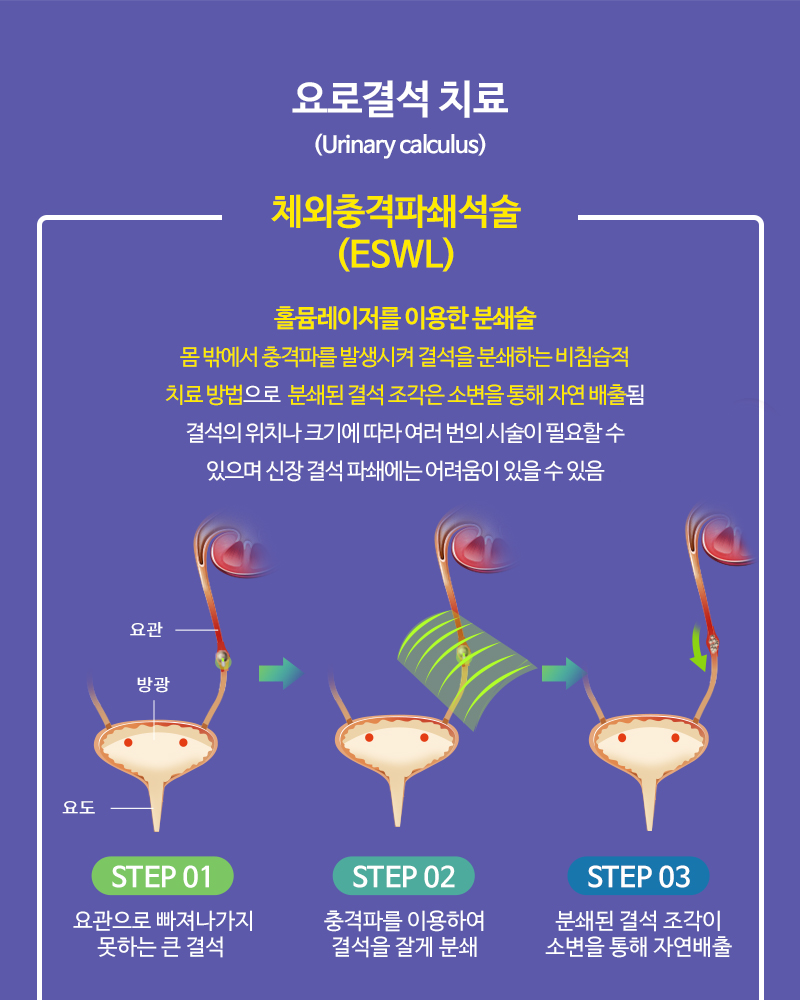 요로결석 치료
(Urinary calculus)
체외충격파쇄석술
(ESWL)
홀뮴레이저를 이용한 분쇄술
몸 밖에서 충격파를 발생시켜 결석을 분쇄하는 비침습적
치료 방법으로 분쇄된 결석 조각은 소변을 통해 자연 배출됨
결석의 위치나 크기에 따라 여러 번의 시술이 필요할 수
있으며 신장 결석 파쇄에는 어려움이 있을 수 있음
요관
방광
요도
STEP 01
요관으로 빠져나가지
못하는 큰 결석
STEP 02
충격파를 이용하여
결석을 잘게 분쇄
STEP 03
분쇄된 결석 조각이
소변을 통해 자연배출